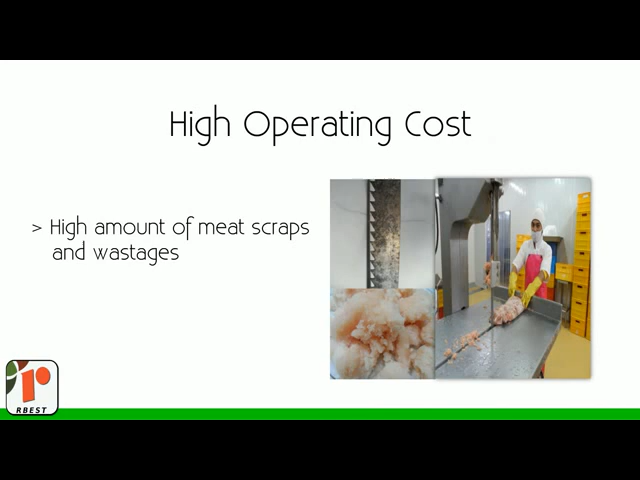 High Operating Cost
> High amount of meat scraps
and wastages
r
RBEST